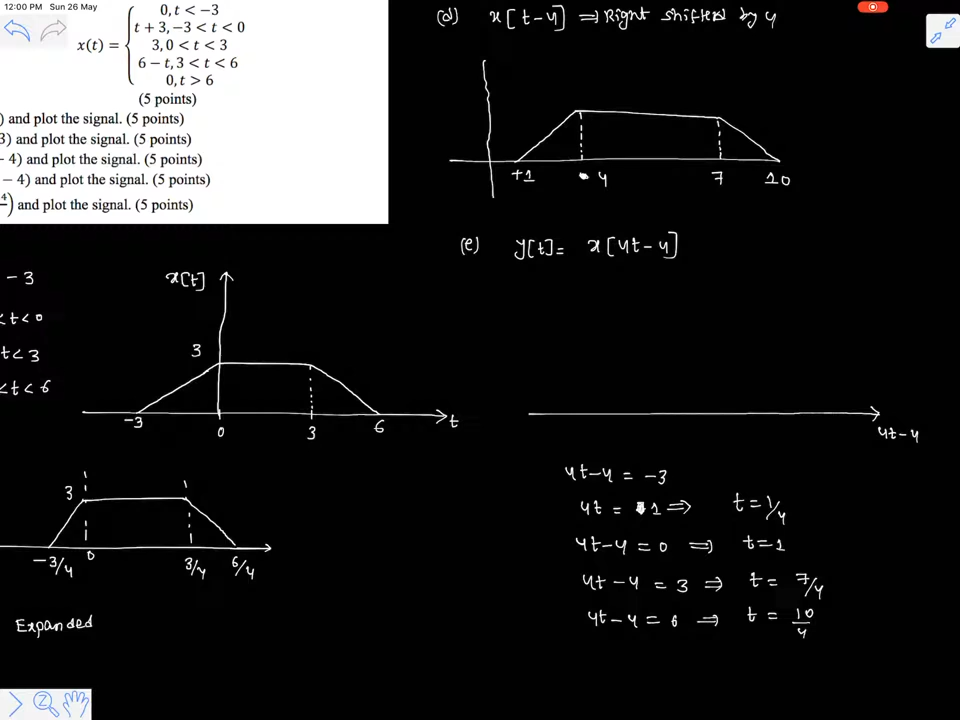 12:00 PM Sun 26 May
x(t) = { 0, t < −3
t + 3, −3 < t < 0
3, 0 < t < 3
6 − t, 3 < t < 6
0, t > 6
(5 points)
) and plot the signal. (5 points)
3) and plot the signal. (5 points)
- 4) and plot the signal. (5 points)
- 4) and plot the signal. (5 points)
4) and plot the signal. (5 points)
-3
<t<0
t<3
<t<6
x[t]
3
-3
0
3
6
t
3
-3/4
0
3/4
6/4
Expanded
(d) x[t-4] ⇒ Right shifted by 4
+1
4
7
10
(e) y[t] = x[4t-4]
4t-4
4t-4 = -3
4t = 1 ⇒ t = 1/4
4t-4 = 0 ⇒ t=1
4t-4 = 3 ⇒ t = 7/4
4t-4 = 6 ⇒ t = 10/4